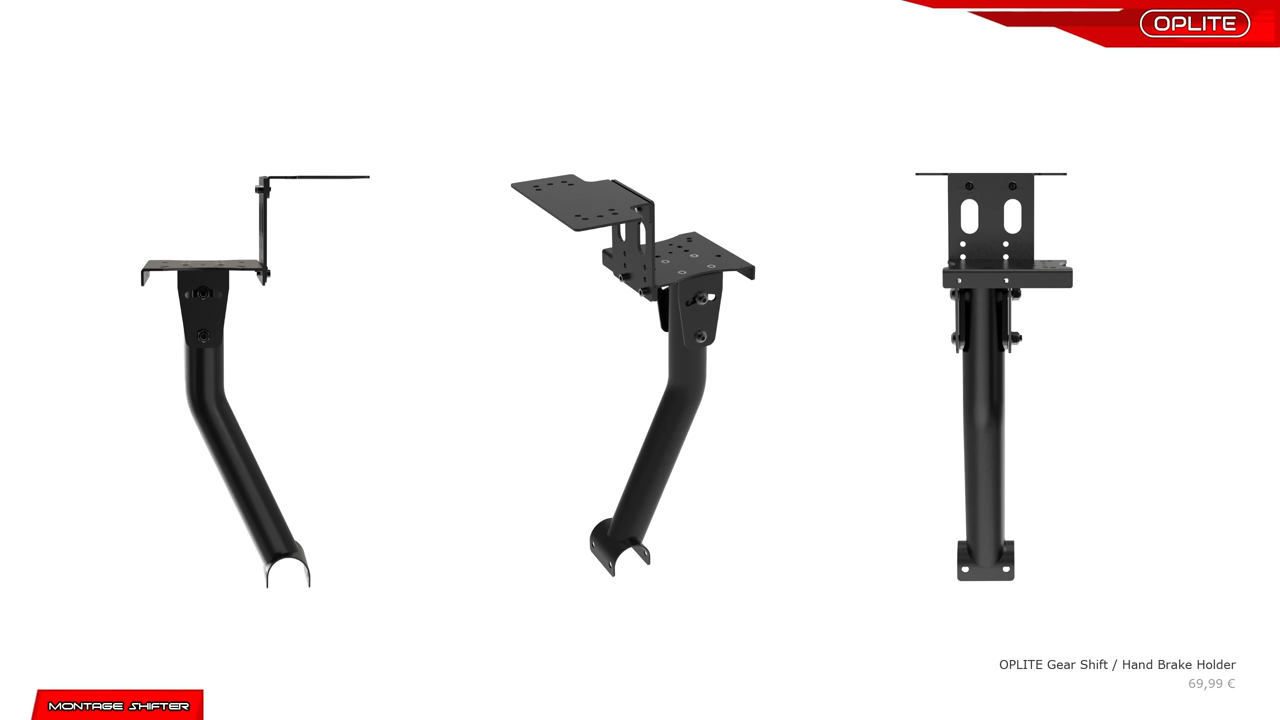 OPLITE
OPLITE Gear Shift / Hand Brake Holder
69,99 €
MONTAGE SHIFTER